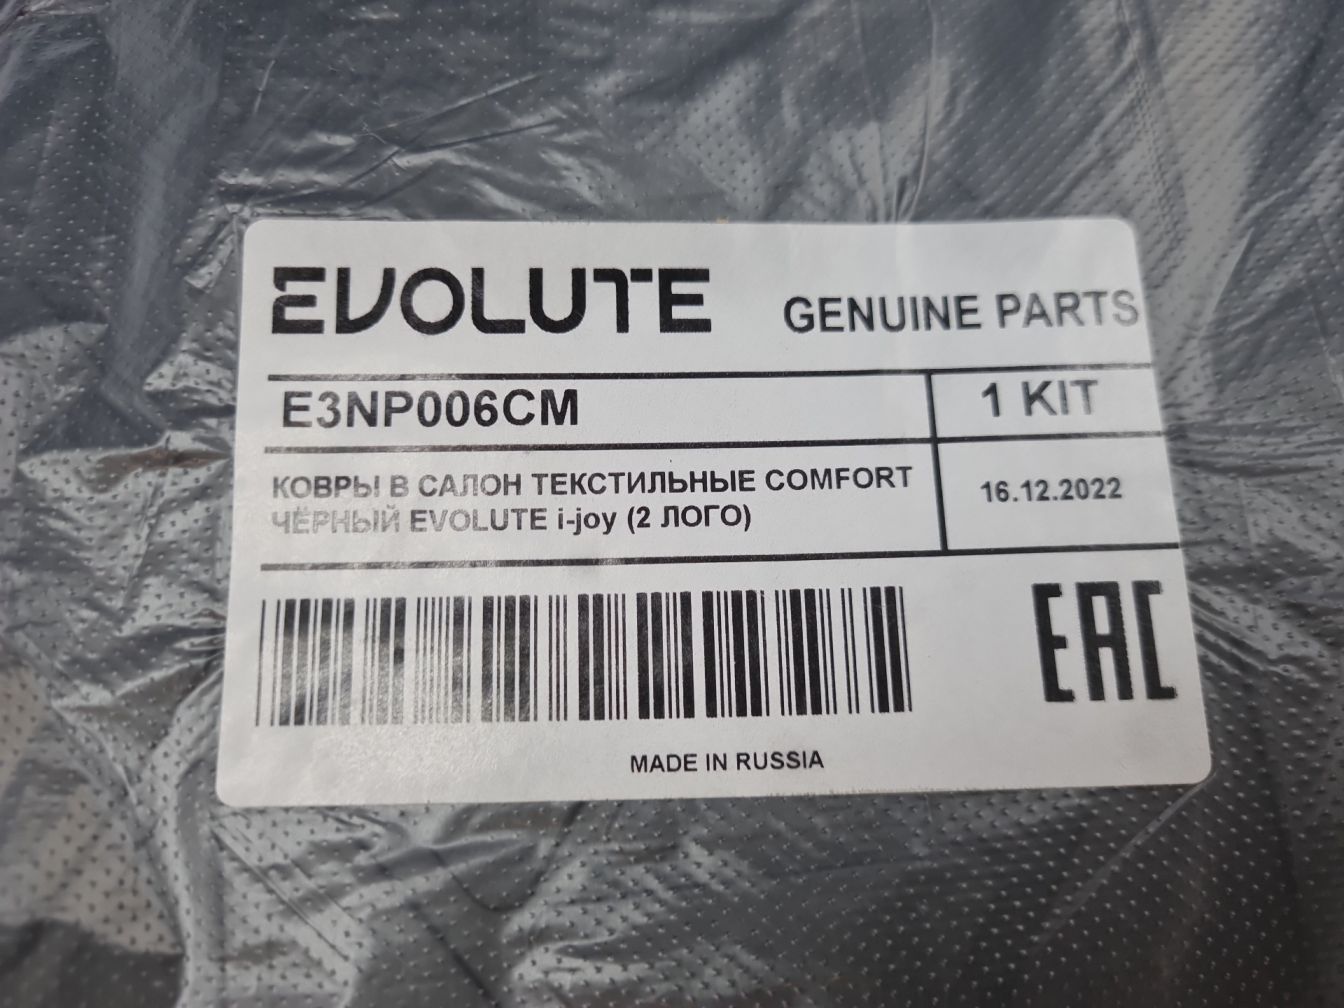 EVOLUTE GENUINE PARTS
E3NP006CM 1 KIT
КОВРЫ В САЛОН ТЕКСТИЛЬНЫЕ COMFORT
ЧЁРНЫЙ EVOLUTE i-joy (2 ЛОГО)
16.12.2022
EAC
MADE IN RUSSIA